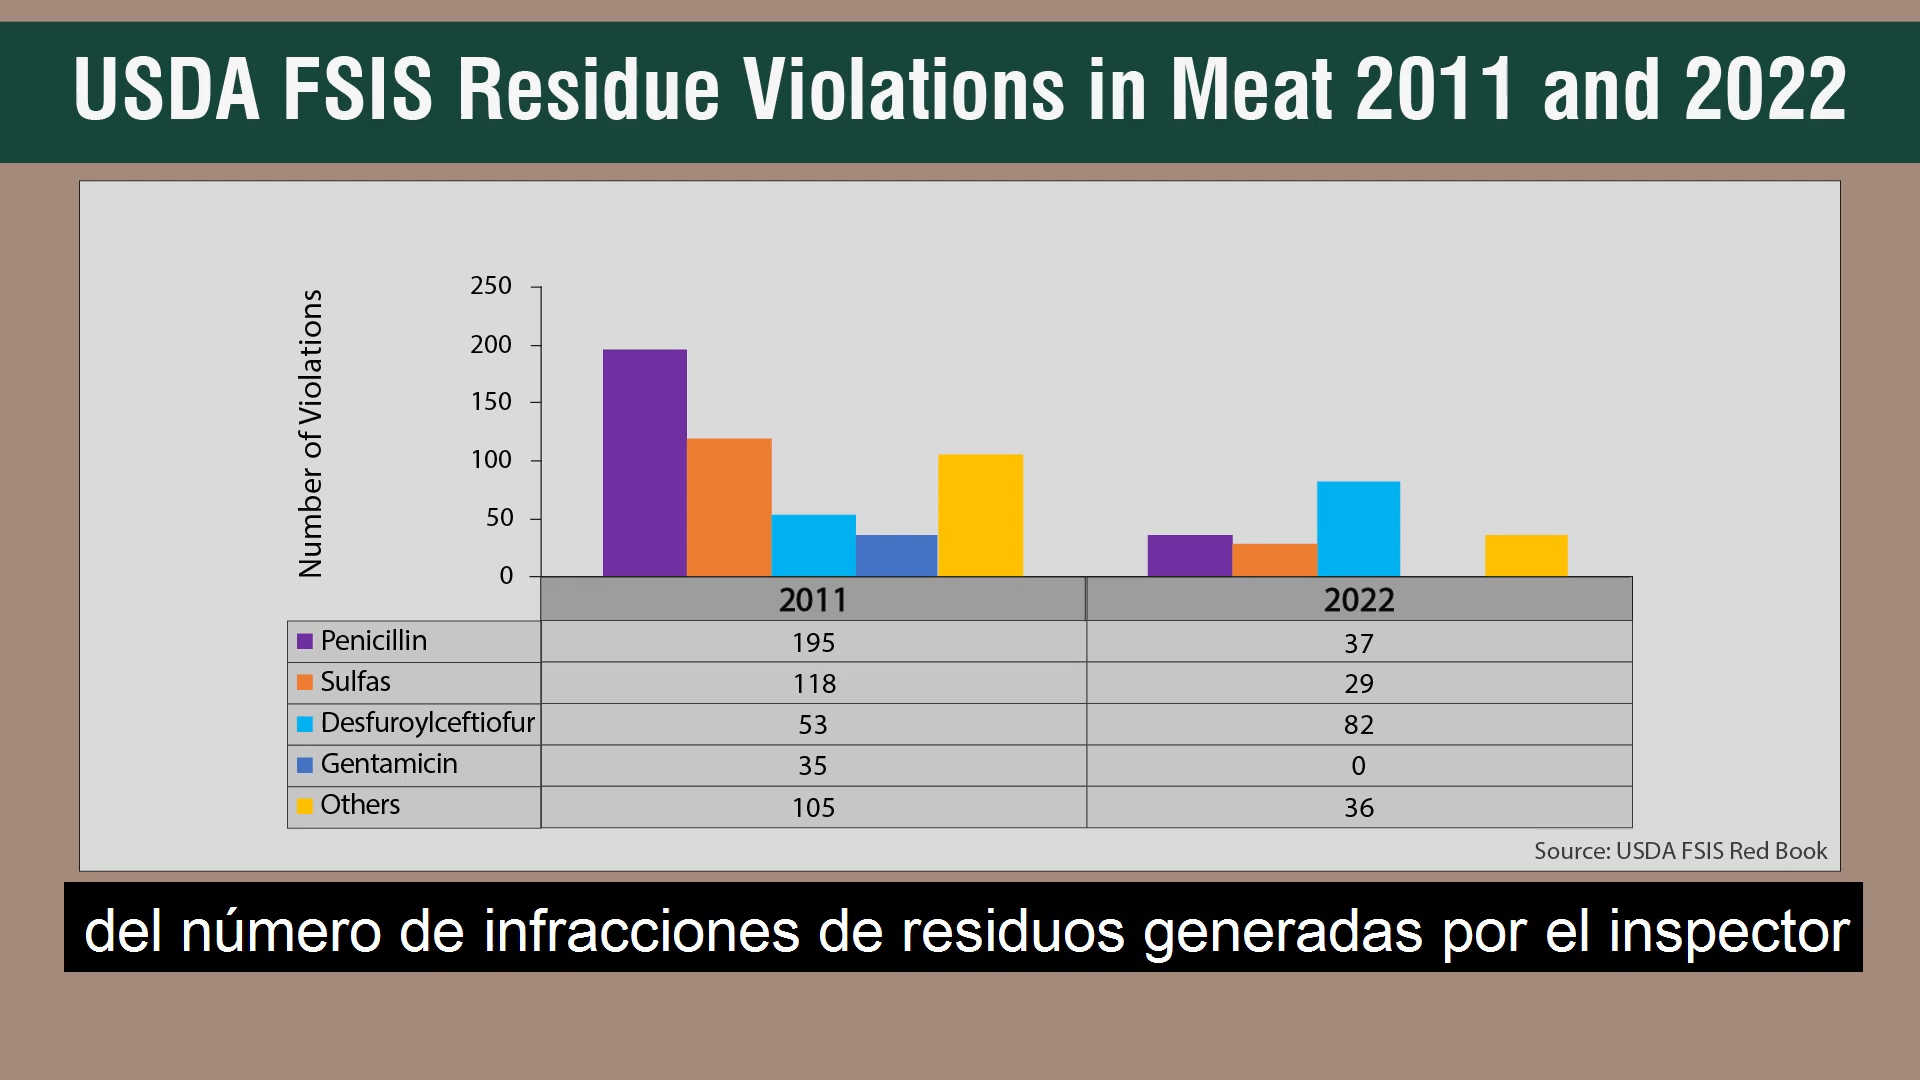 USDA FSIS Residue Violations in Meat 2011 and 2022
Number of Violations
250
200
150
100
50
0
2011 2022
Penicillin 195 37
Sulfas 118 29
Desfuroylceftiofur 53 82
Gentamicin 35 0
Others 105 36
Source: USDA FSIS Red Book
del número de infracciones de residuos generadas por el inspector